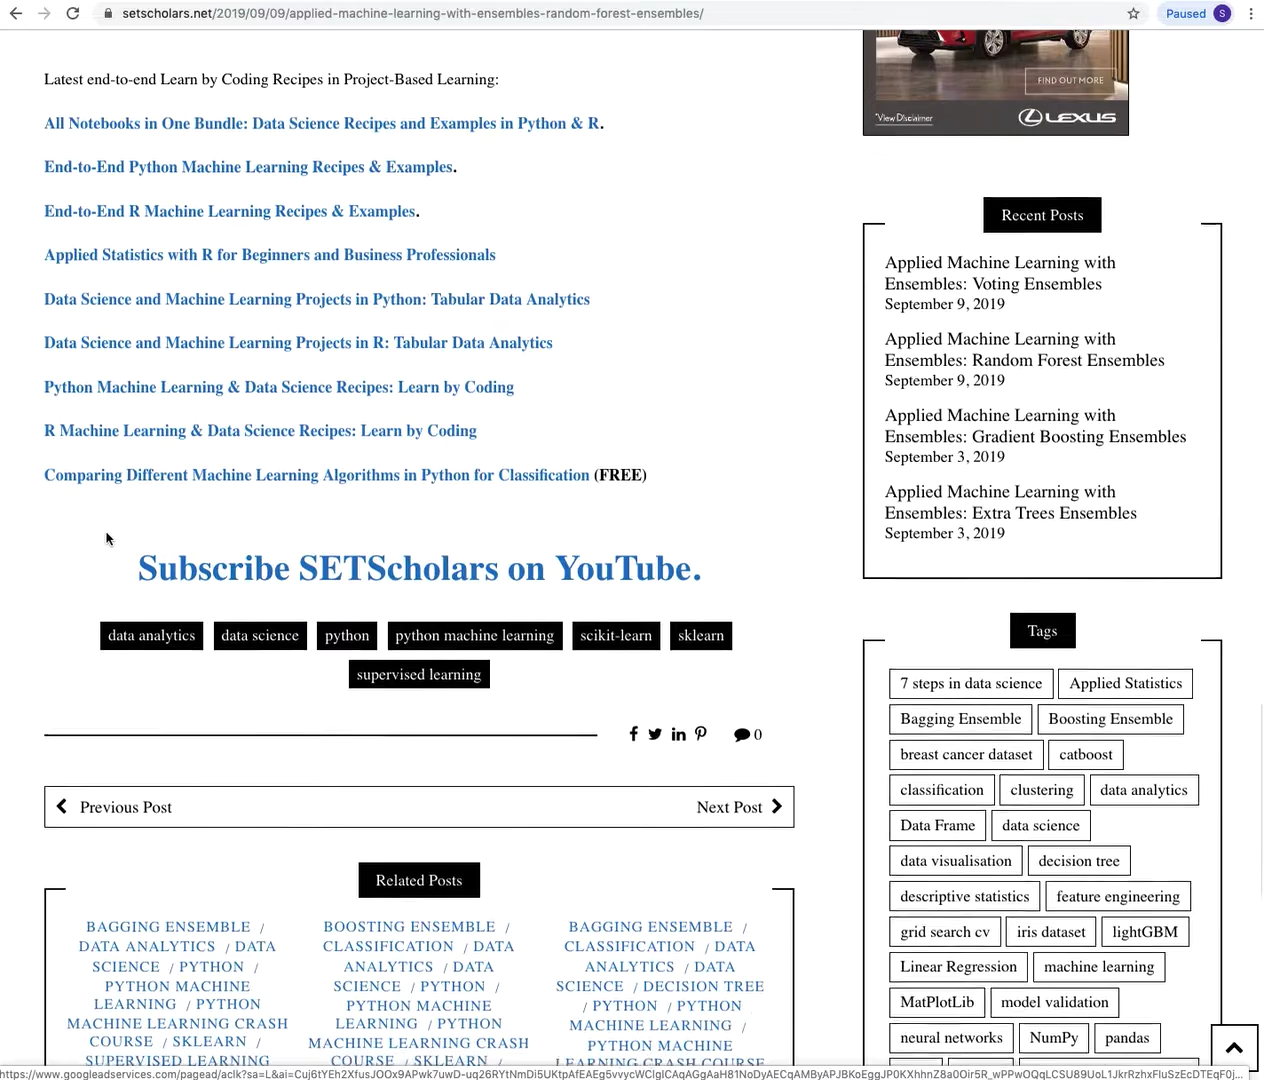 setscholars.net/2019/09/09/applied-machine-learning-with-ensembles-random-forest-ensembles/
Paused
S
Latest end-to-end Learn by Coding Recipes in Project-Based Learning:
All Notebooks in One Bundle: Data Science Recipes and Examples in Python & R.
End-to-End Python Machine Learning Recipes & Examples.
End-to-End R Machine Learning Recipes & Examples.
Applied Statistics with R for Beginners and Business Professionals
Data Science and Machine Learning Projects in Python: Tabular Data Analytics
Data Science and Machine Learning Projects in R: Tabular Data Analytics
Python Machine Learning & Data Science Recipes: Learn by Coding
R Machine Learning & Data Science Recipes: Learn by Coding
Comparing Different Machine Learning Algorithms in Python for Classification (FREE)
Subscribe SETScholars on YouTube.
data analytics data science python python machine learning scikit-learn sklearn
supervised learning
0
Previous Post Next Post
Related Posts
BAGGING ENSEMBLE /
DATA ANALYTICS / DATA
SCIENCE / PYTHON /
PYTHON MACHINE
LEARNING / PYTHON
MACHINE LEARNING CRASH
COURSE / SKLEARN /
SUPERVISED LEARNING
BOOSTING ENSEMBLE /
CLASSIFICATION / DATA
ANALYTICS / DATA
SCIENCE / PYTHON /
PYTHON MACHINE
LEARNING / PYTHON
MACHINE LEARNING CRASH
COURSE / SKLEARN /
BAGGING ENSEMBLE /
CLASSIFICATION / DATA
ANALYTICS / DATA
SCIENCE / DECISION TREE
/ PYTHON / PYTHON
MACHINE LEARNING /
PYTHON MACHINE
LEARNING CRASH COURSE
FIND OUT MORE
*View Disclaimer
LEXUS
Recent Posts
Applied Machine Learning with
Ensembles: Voting Ensembles
September 9, 2019
Applied Machine Learning with
Ensembles: Random Forest Ensembles
September 9, 2019
Applied Machine Learning with
Ensembles: Gradient Boosting Ensembles
September 3, 2019
Applied Machine Learning with
Ensembles: Extra Trees Ensembles
September 3, 2019
Tags
7 steps in data science Applied Statistics
Bagging Ensemble Boosting Ensemble
breast cancer dataset catboost
classification clustering data analytics
Data Frame data science
data visualisation decision tree
descriptive statistics feature engineering
grid search cv iris dataset lightGBM
Linear Regression machine learning
MatPlotLib model validation
neural networks NumPy pandas